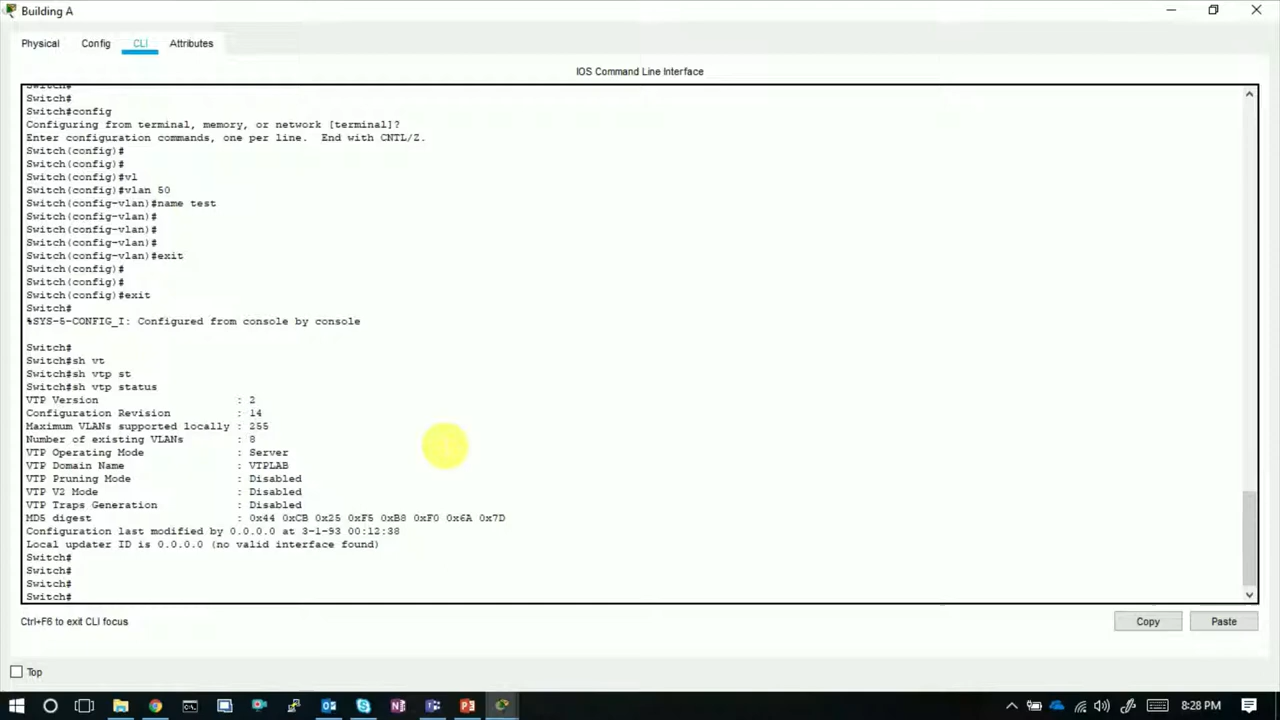 Building A
Physical Config CLI Attributes
IOS Command Line Interface
Switch#
Switch#
Switch#config
Configuring from terminal, memory, or network [terminal]?
Enter configuration commands, one per line.  End with CNTL/Z.
Switch(config)#
Switch(config)#
Switch(config)#vl
Switch(config)#vlan 50
Switch(config-vlan)#name test
Switch(config-vlan)#
Switch(config-vlan)#
Switch(config-vlan)#
Switch(config-vlan)#exit
Switch(config)#
Switch(config)#
Switch(config)#exit
Switch#
%SYS-5-CONFIG_I: Configured from console by console
Switch#
Switch#sh vt
Switch#sh vtp st
Switch#sh vtp status
VTP Version : 2
Configuration Revision : 14
Maximum VLANs supported locally : 255
Number of existing VLANs : 8
VTP Operating Mode : Server
VTP Domain Name : VTPLAB
VTP Pruning Mode : Disabled
VTP V2 Mode : Disabled
VTP Traps Generation : Disabled
MD5 digest : 0x44 0xCB 0x25 0xF5 0xB8 0xF0 0x6A 0x7D
Configuration last modified by 0.0.0.0 at 3-1-93 00:12:38
Local updater ID is 0.0.0.0 (no valid interface found)
Switch#
Switch#
Switch#
Switch#
Ctrl+F6 to exit CLI focus
Copy Paste
Top
8:28 PM